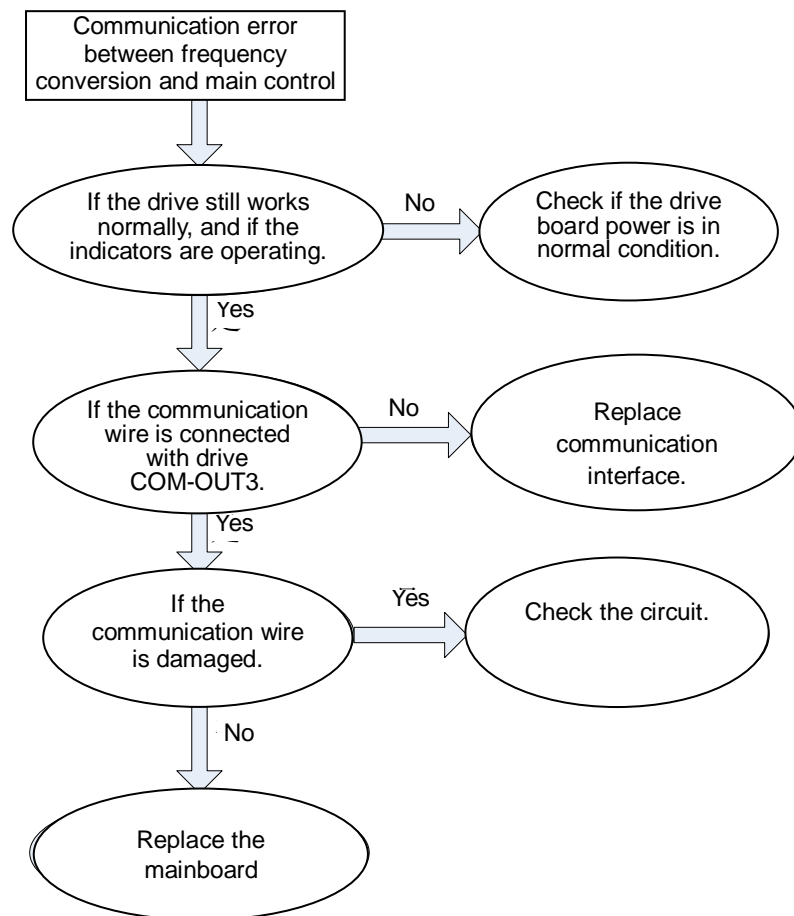 Communication error
between frequency
conversion and main control
If the drive still works
normally, and if the
indicators are operating.
No
Check if the drive
board power is in
normal condition.
Yes
If the communication
wire is connected
with drive
COM-OUT3.
No
Replace
communication
interface.
Yes
If the
communication wire
is damaged.
Yes
Check the circuit.
No
Replace the
mainboard